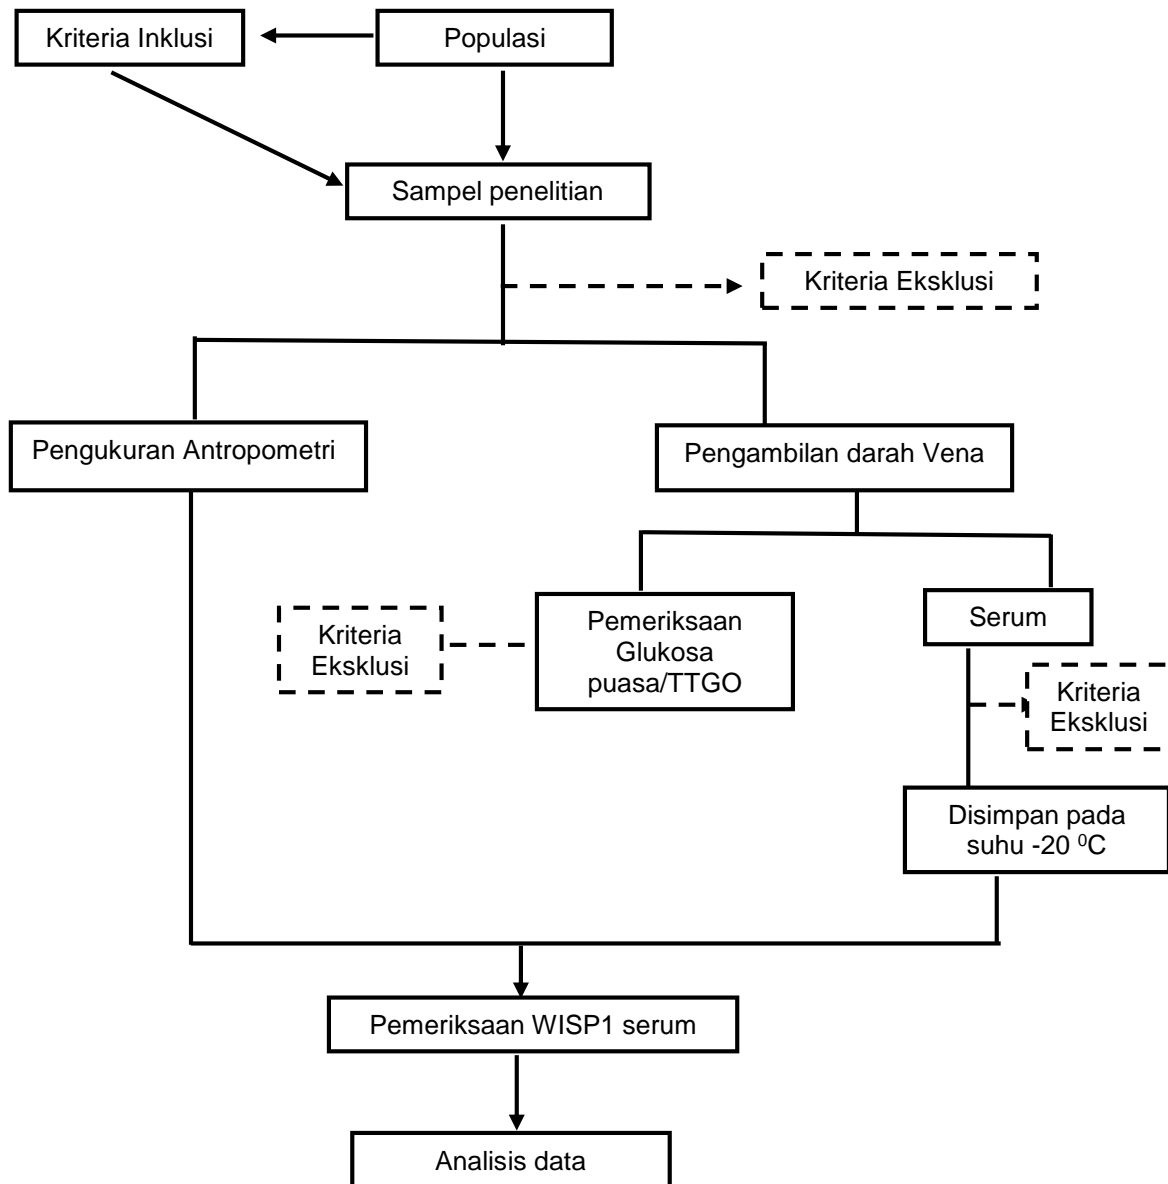 Kriteria Inklusi
Populasi
Sampel penelitian
Kriteria Eksklusi
Pengukuran Antropometri
Pengambilan darah Vena
Kriteria
Eksklusi
Pemeriksaan
Glukosa
puasa/TTGO
Serum
Kriteria
Eksklusi
Disimpan pada
suhu -20 ⁰C
Pemeriksaan WISP1 serum
Analisis data